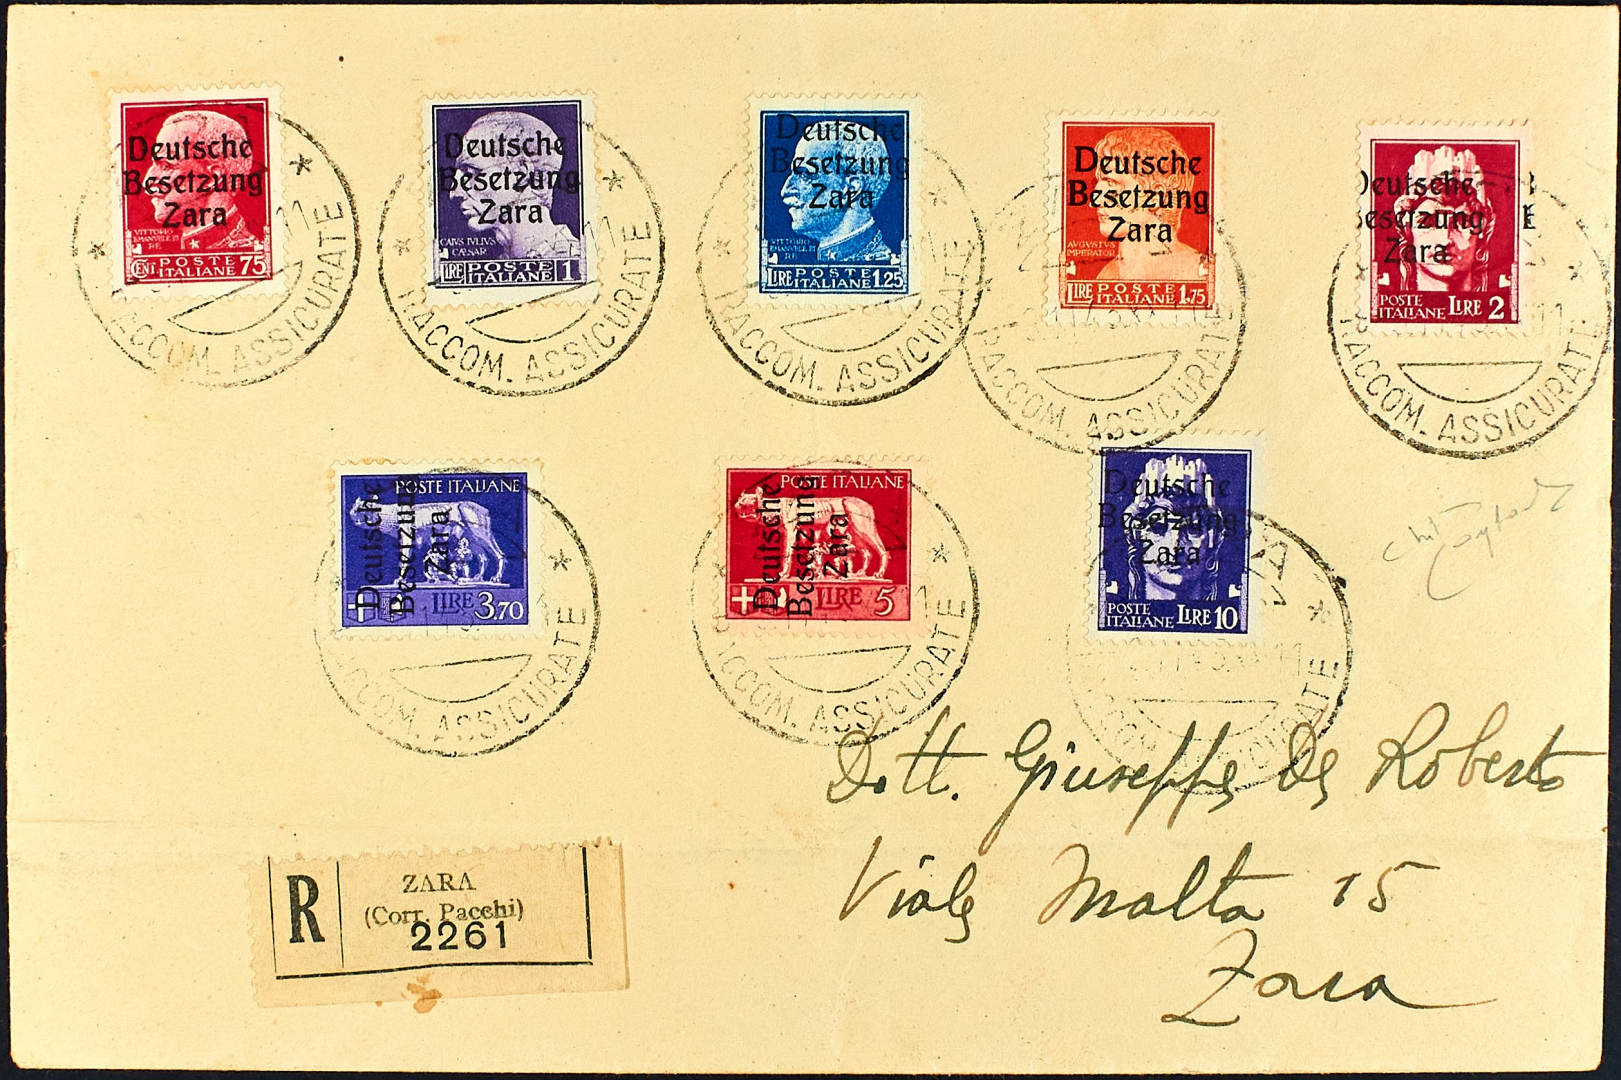 Deutsche
Besetzung
Zara
VITTORIO
EMANUELE III
RE
CENT. POSTE
ITALIANE 75
RACCOM. ASSICURATE
Deutsche
Besetzung
Zara
CAIVS IVLIVS
CÆSAR
LIRE POSTE
ITALIANE 1
RACCOM. ASSICURATE
Deutsche
Besetzung
Zara
VITTORIO
EMANUELE III
RE
LIRE POSTE
ITALIANE 1.25
RACCOM. ASSICURATE
Deutsche
Besetzung
Zara
AVGVSTVS
IMPERATOR
LIRE POSTE
ITALIANE 1.75
RACCOM. ASSICURATE
Deutsche
esetzung
Zara
POSTE
ITALIANE LIRE 2
RACCOM. ASSICURATE
POSTE ITALIANE
Deutsche
Besetzung
Zara
LIRE 3.70
RACCOM. ASSICURATE
POSTE ITALIANE
Deutsche
Besetzung
Zara
LIRE 5
RACCOM. ASSICURATE
Deutsche
Besetzung
Zara
POSTE
ITALIANE LIRE 10
Dott. Giuseppe De Roberto
Viale Malta 15
Zara
R
ZARA
(Corr. Pacchi)
2261